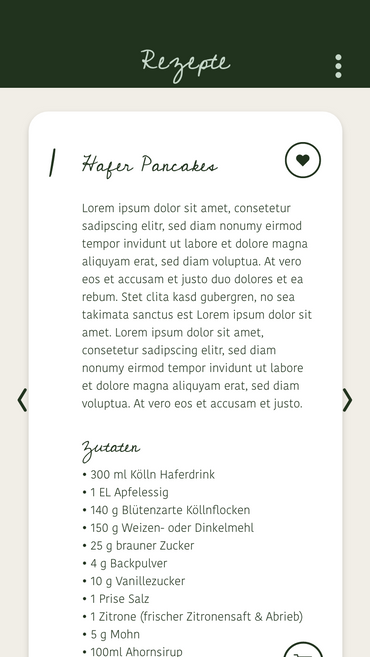 Rezepte
1
Hafer Pancakes
Lorem ipsum dolor sit amet, consetetur
sadipscing elitr, sed diam nonumy eirmod
tempor invidunt ut labore et dolore magna
aliquyam erat, sed diam voluptua. At vero
eos et accusam et justo duo dolores et ea
rebum. Stet clita kasd gubergren, no sea
takimata sanctus est Lorem ipsum dolor sit
amet. Lorem ipsum dolor sit amet,
consetetur sadipscing elitr, sed diam
nonumy eirmod tempor invidunt ut labore
et dolore magna aliquyam erat, sed diam
voluptua. At vero eos et accusam et justo.
Zutaten
• 300 ml Kölln Haferdrink
• 1 EL Apfelessig
• 140 g Blütenzarte Köllnflocken
• 150 g Weizen- oder Dinkelmehl
• 25 g brauner Zucker
• 4 g Backpulver
• 10 g Vanillezucker
• 1 Prise Salz
• 1 Zitrone (frischer Zitronensaft & Abrieb)
• 5 g Mohn
• 100ml Ahornsirup